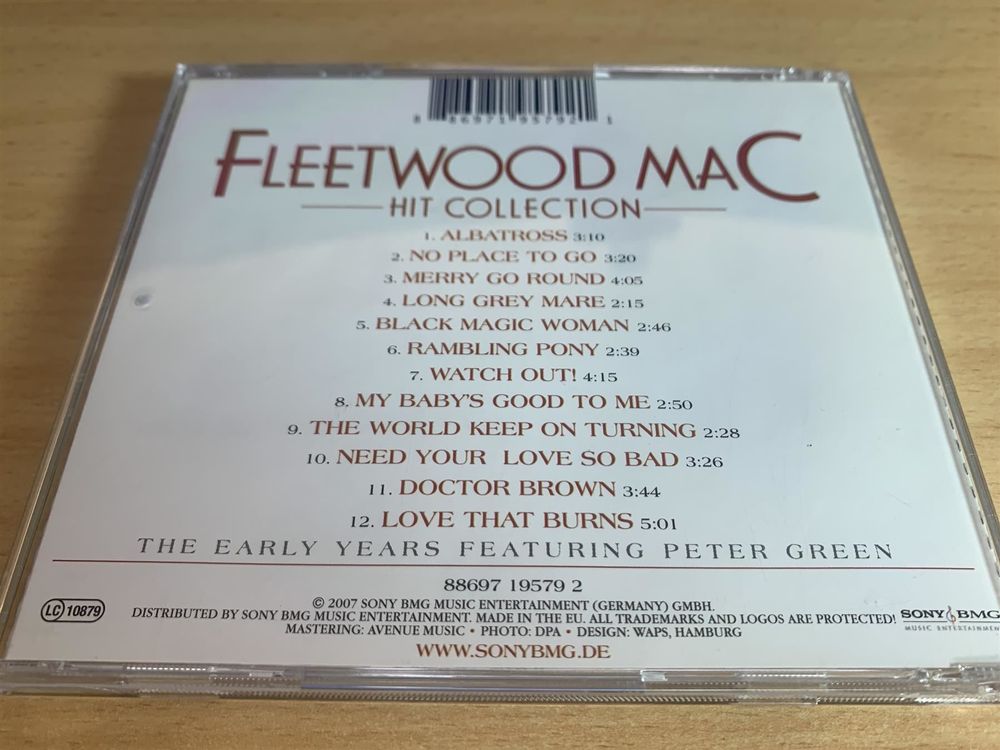 8 86971 95792 1
FLEETWOOD MAC
HIT COLLECTION
1. ALBATROSS 3:10
2. NO PLACE TO GO 3:20
3. MERRY GO ROUND 4:05
4. LONG GREY MARE 2:15
5. BLACK MAGIC WOMAN 2:46
6. RAMBLING PONY 2:39
7. WATCH OUT! 4:15
8. MY BABY'S GOOD TO ME 2:50
9. THE WORLD KEEP ON TURNING 2:28
10. NEED YOUR LOVE SO BAD 3:26
11. DOCTOR BROWN 3:44
12. LOVE THAT BURNS 5:01
THE EARLY YEARS FEATURING PETER GREEN
88697 19579 2
LC 10879
© 2007 SONY BMG MUSIC ENTERTAINMENT (GERMANY) GMBH.
DISTRIBUTED BY SONY BMG MUSIC ENTERTAINMENT. MADE IN THE EU. ALL TRADEMARKS AND LOGOS ARE PROTECTED!
MASTERING: AVENUE MUSIC • PHOTO: DPA • DESIGN: WAPS, HAMBURG
WWW.SONYBMG.DE
SONY BMG
MUSIC ENTERTAINMENT